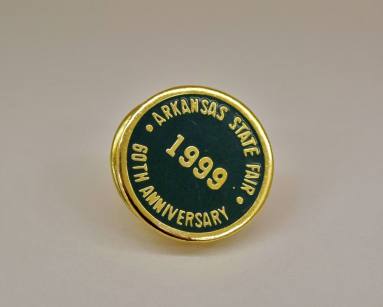 • ARKANSAS STATE FAIR •
1999
60TH ANNIVERSARY